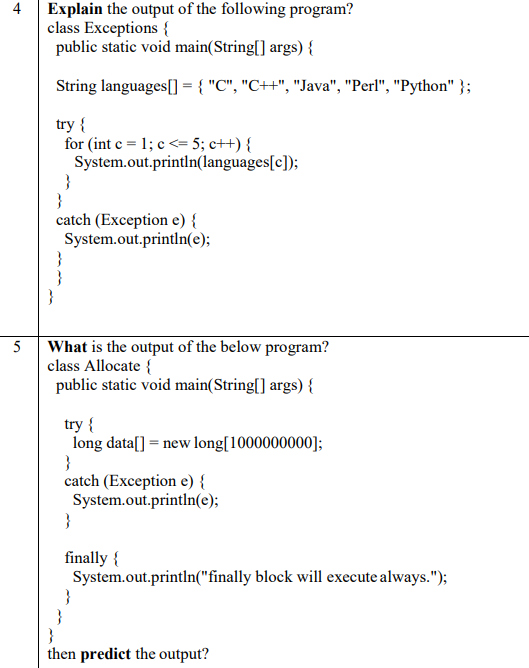 4 Explain the output of the following program?
class Exceptions {
public static void main(String[] args) {
String languages[] = { "C", "C++", "Java", "Perl", "Python" };
try {
for (int c = 1; c <= 5; c++) {
System.out.println(languages[c]);
}
}
catch (Exception e) {
System.out.println(e);
}
}
}
5 What is the output of the below program?
class Allocate {
public static void main(String[] args) {
try {
long data[] = new long[1000000000];
}
catch (Exception e) {
System.out.println(e);
}
finally {
System.out.println("finally block will execute always.");
}
}
}
then predict the output?